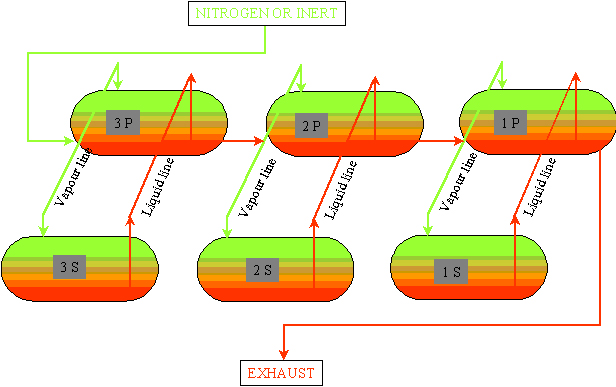 NITROGEN OR INERT
3 P
2 P
1 P
Vapour line
Liquid line
Vapour line
Liquid line
Vapour line
Liquid line
3 S
2 S
1 S
EXHAUST